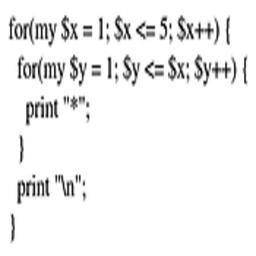 for(my $x = 1; $x <= 5; $x++) {
for(my $y = 1; $y <= $x; $y++) {
print "*";
}
print "\n";
}